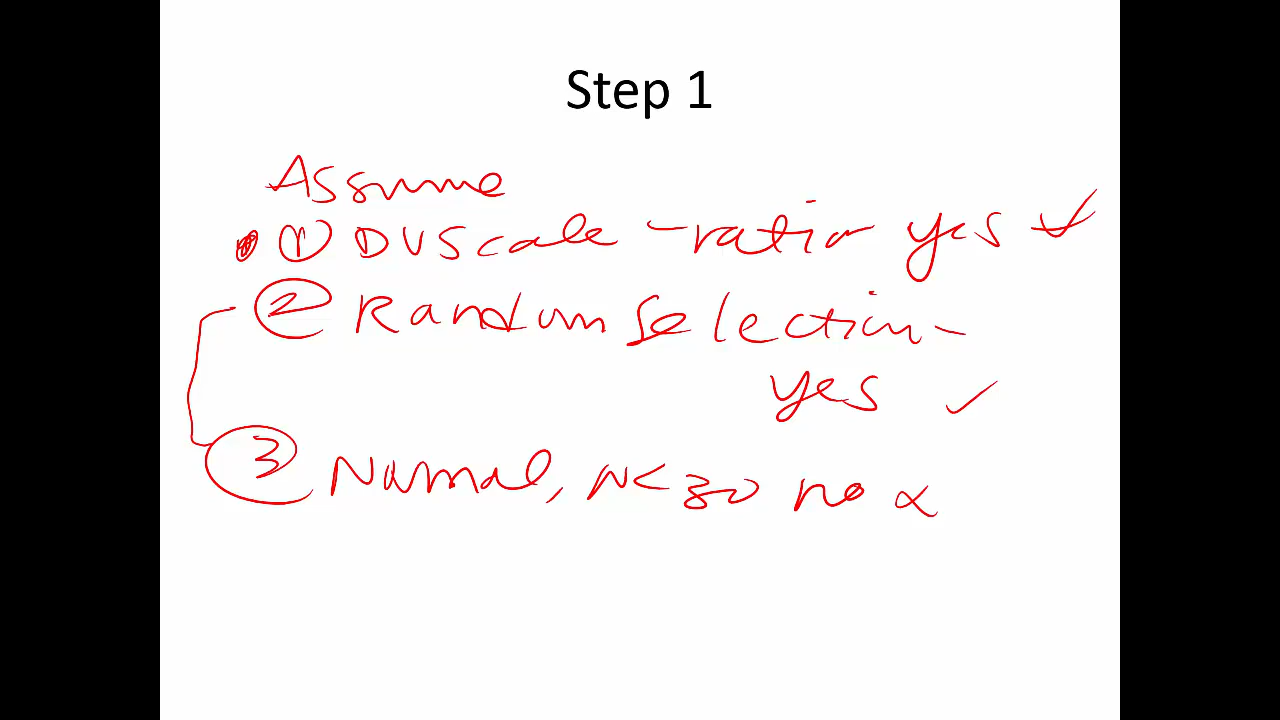 Step 1
Assume
① DV Scale - ratio yes ✓
② Random Selection -
yes ✓
③ Normal, N<30 no